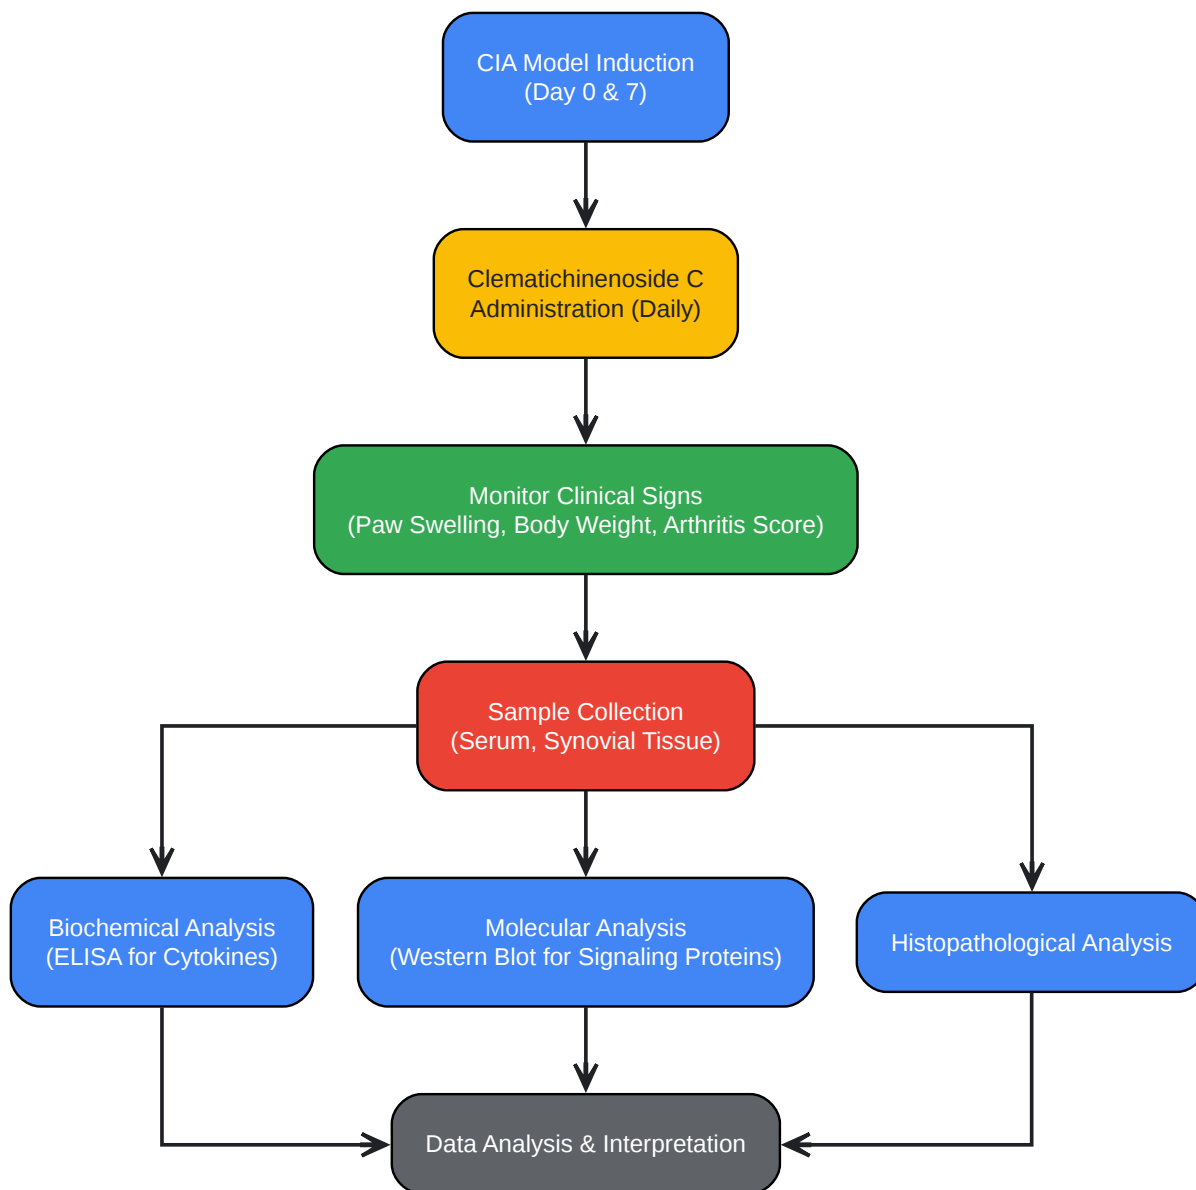 CIA Model Induction
(Day 0 & 7)
Clematichinenoside C
Administration (Daily)
Monitor Clinical Signs
(Paw Swelling, Body Weight, Arthritis Score)
Sample Collection
(Serum, Synovial Tissue)
Biochemical Analysis
(ELISA for Cytokines)
Molecular Analysis
(Western Blot for Signaling Proteins)
Histopathological Analysis
Data Analysis & Interpretation